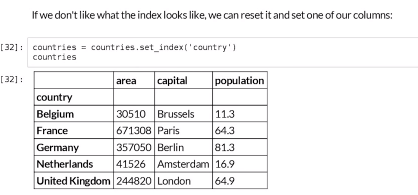 If we don't like what the index looks like, we can reset it and set one of our columns:
[32]: countries = countries.set_index('country')
countries
[32]: area capital population
country
Belgium 30510 Brussels 11.3
France 671308 Paris 64.3
Germany 357050 Berlin 81.3
Netherlands 41526 Amsterdam 16.9
United Kingdom 244820 London 64.9